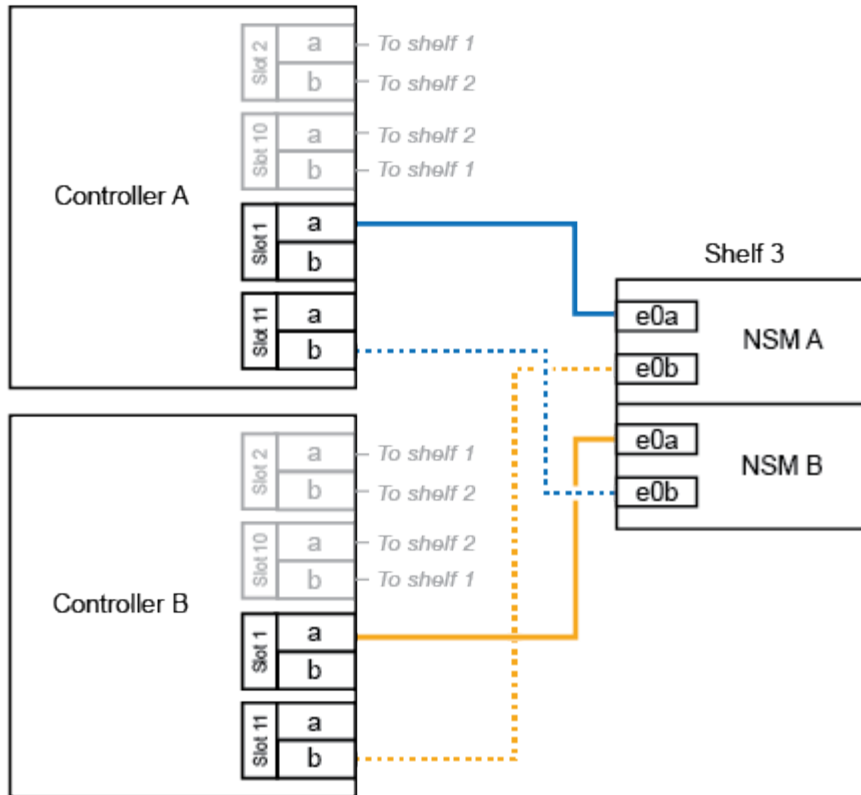 Controller A
Slot 2
a
To shelf 1
b
To shelf 2
Slot 10
a
To shelf 2
b
To shelf 1
Slot 1
a
b
Slot 11
a
b
Shelf 3
e0a
NSM A
e0b
e0a
NSM B
e0b
Controller B
Slot 2
a
To shelf 1
b
To shelf 2
Slot 10
a
To shelf 2
b
To shelf 1
Slot 1
a
b
Slot 11
a
b